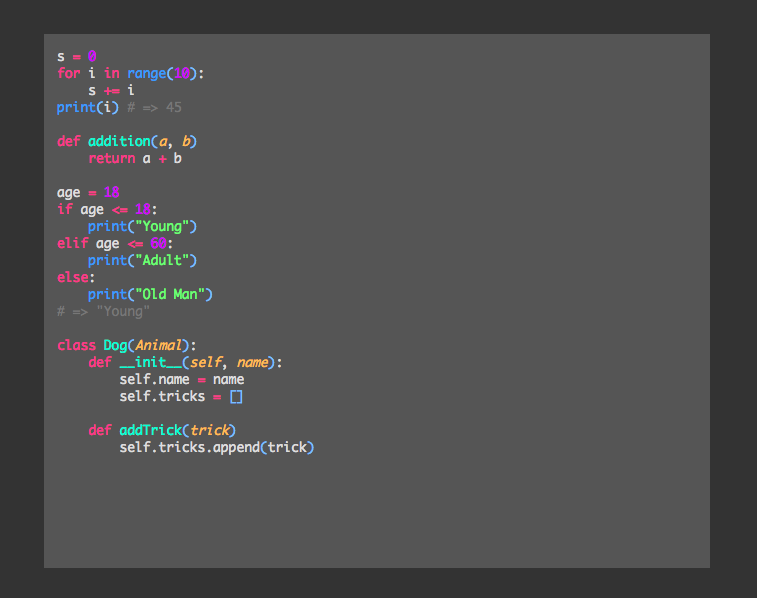 s = 0
for i in range(10):
    s += i
print(i) # => 45

def addition(a, b)
    return a + b

age = 18
if age <= 18:
    print("Young")
elif age <= 60:
    print("Adult")
else:
    print("Old Man")
# => "Young"

class Dog(Animal):
    def __init__(self, name):
        self.name = name
        self.tricks = []

    def addTrick(trick)
        self.tricks.append(trick)